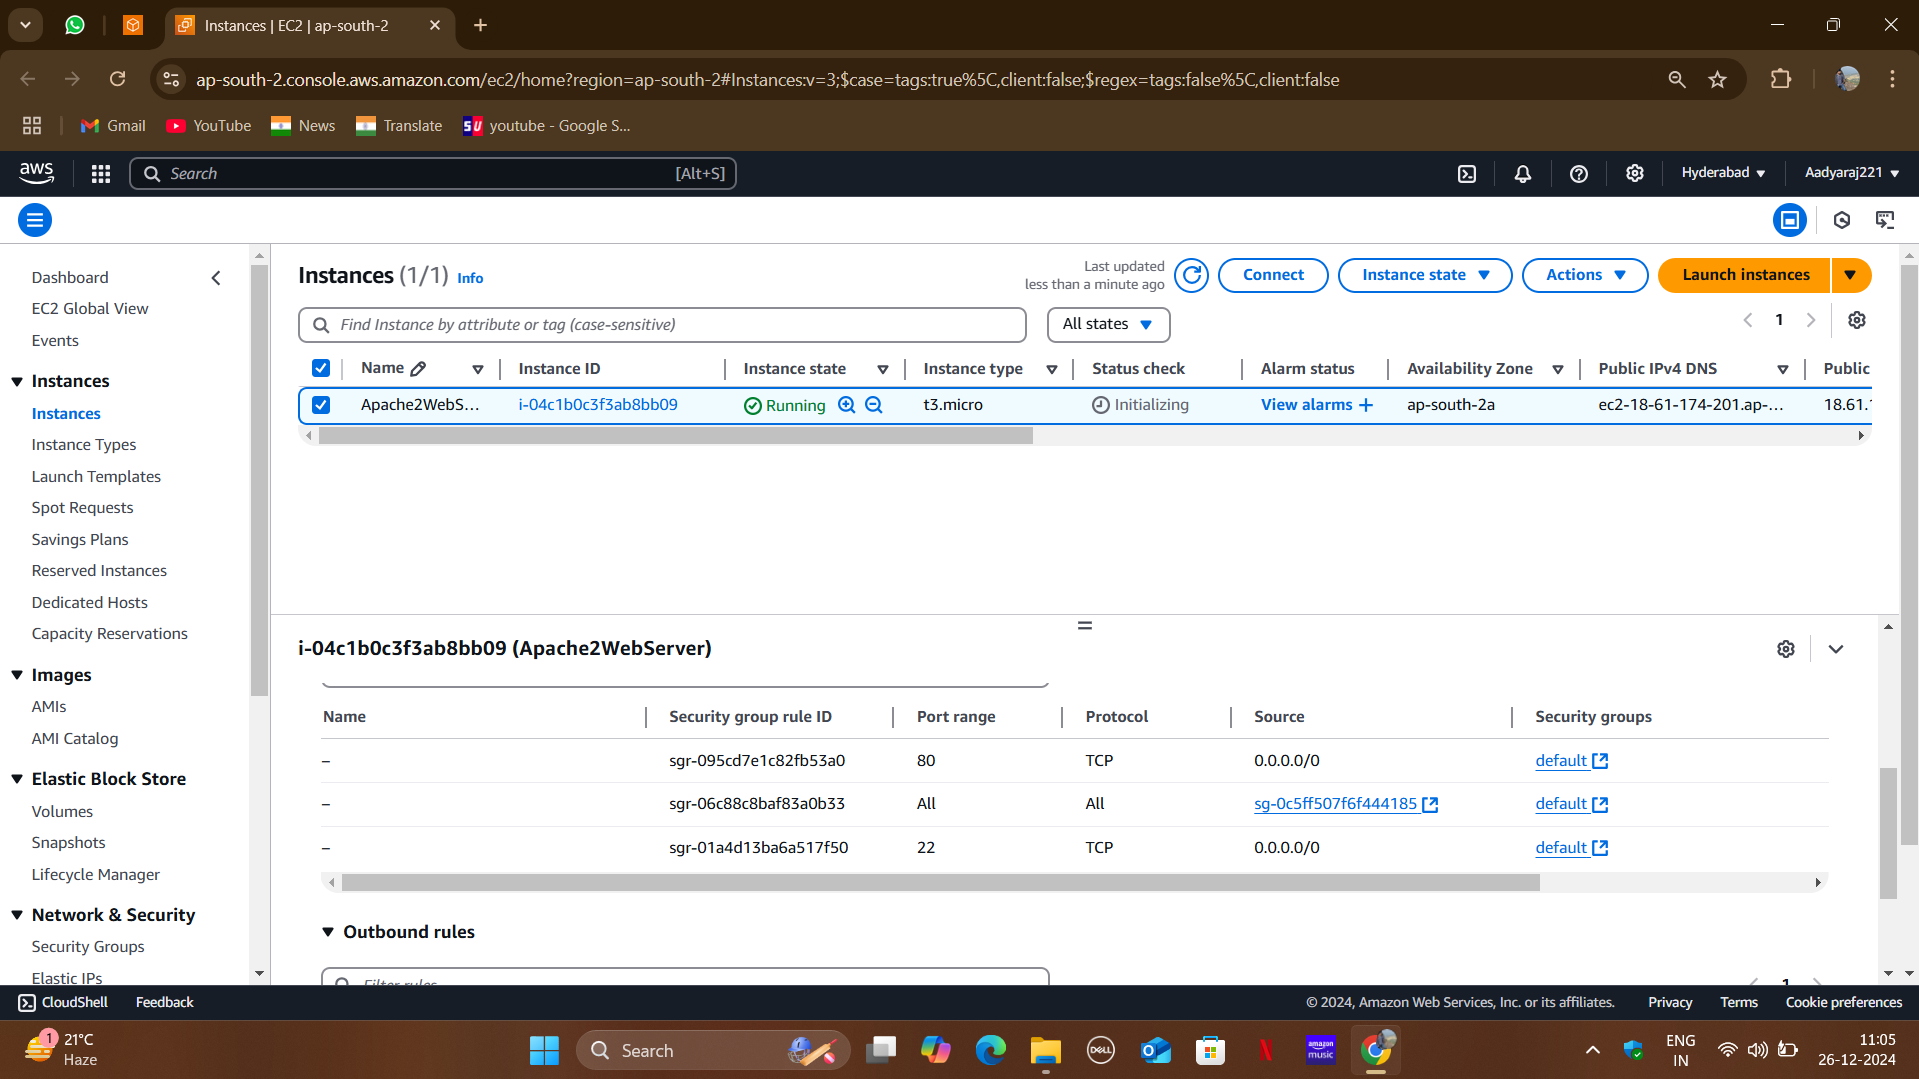 Instances | EC2 | ap-south-2
ap-south-2.console.aws.amazon.com/ec2/home?region=ap-south-2#Instances:v=3;$case=tags:true%5C,client:false;$regex=tags:false%5C,client:false
Gmail YouTube News Translate SU youtube - Google S...
aws Search [Alt+S] Hyderabad Aadyaraj221
Dashboard
EC2 Global View
Events
Instances
Instances
Instance Types
Launch Templates
Spot Requests
Savings Plans
Reserved Instances
Dedicated Hosts
Capacity Reservations
Images
AMIs
AMI Catalog
Elastic Block Store
Volumes
Snapshots
Lifecycle Manager
Network & Security
Security Groups
Elastic IPs
Instances (1/1) Info
Last updated
less than a minute ago
Connect Instance state Actions Launch instances
Find Instance by attribute or tag (case-sensitive) All states 1
Name Instance ID Instance state Instance type Status check Alarm status Availability Zone Public IPv4 DNS Public
Apache2WebS... i-04c1b0c3f3ab8bb09 Running t3.micro Initializing View alarms + ap-south-2a ec2-18-61-174-201.ap-... 18.61.
i-04c1b0c3f3ab8bb09 (Apache2WebServer)
Name Security group rule ID Port range Protocol Source Security groups
– sgr-095cd7e1c82fb53a0 80 TCP 0.0.0.0/0 default
– sgr-06c88c8baf83a0b33 All All sg-0c5ff507f6f444185 default
– sgr-01a4d13ba6a517f50 22 TCP 0.0.0.0/0 default
Outbound rules
Filter rules 1
CloudShell Feedback © 2024, Amazon Web Services, Inc. or its affiliates. Privacy Terms Cookie preferences
1 21°C
Haze
Search
DELL
amazon music
ENG
IN
11:05
26-12-2024